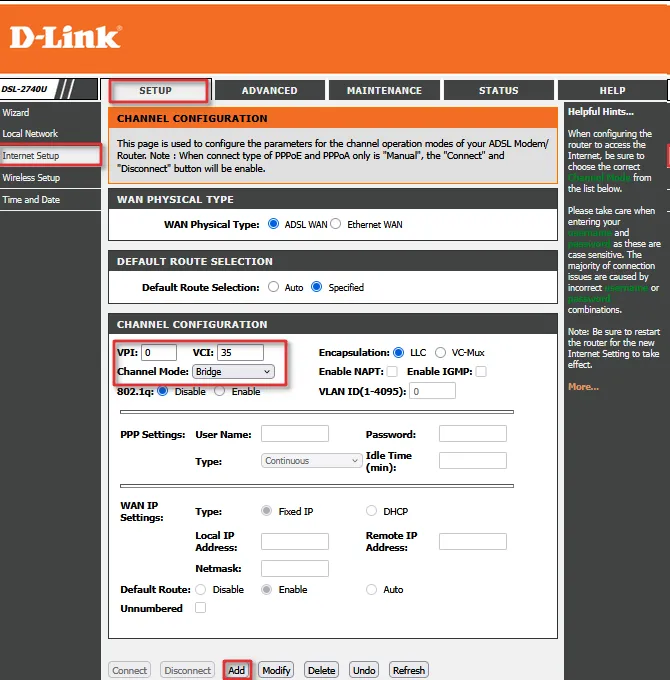 D-Link
DSL-2740U
SETUP
ADVANCED
MAINTENANCE
STATUS
HELP
Wizard
Local Network
Internet Setup
Wireless Setup
Time and Date
CHANNEL CONFIGURATION
This page is used to configure the parameters for the channel operation modes of your ADSL Modem/
Router. Note : When connect type of PPPoE and PPPoA only is "Manual", the "Connect" and
"Disconnect" button will be enable.
WAN PHYSICAL TYPE
WAN Physical Type: ADSL WAN Ethernet WAN
DEFAULT ROUTE SELECTION
Default Route Selection: Auto Specified
CHANNEL CONFIGURATION
VPI: 0 VCI: 35 Encapsulation: LLC VC-Mux
Channel Mode: Bridge Enable NAPT: Enable IGMP:
802.1q: Disable Enable VLAN ID(1-4095): 0
PPP Settings: User Name: Password:
Type: Continuous Idle Time
(min):
WAN IP
Settings: Type: Fixed IP DHCP
Local IP
Address: Remote IP
Address:
Netmask:
Default Route: Disable Enable Auto
Unnumbered
Connect Disconnect Add Modify Delete Undo Refresh
Helpful Hints...
When configuring the
router to access the
Internet, be sure to
choose the correct
Channel Mode from
the list below.
Please take care when
entering your
username and
password as these are
case sensitive. The
majority of connection
issues are caused by
incorrect username or
password
combinations.
Note: Be sure to restart
the router for the new
Internet Setting to take
effect.
More...